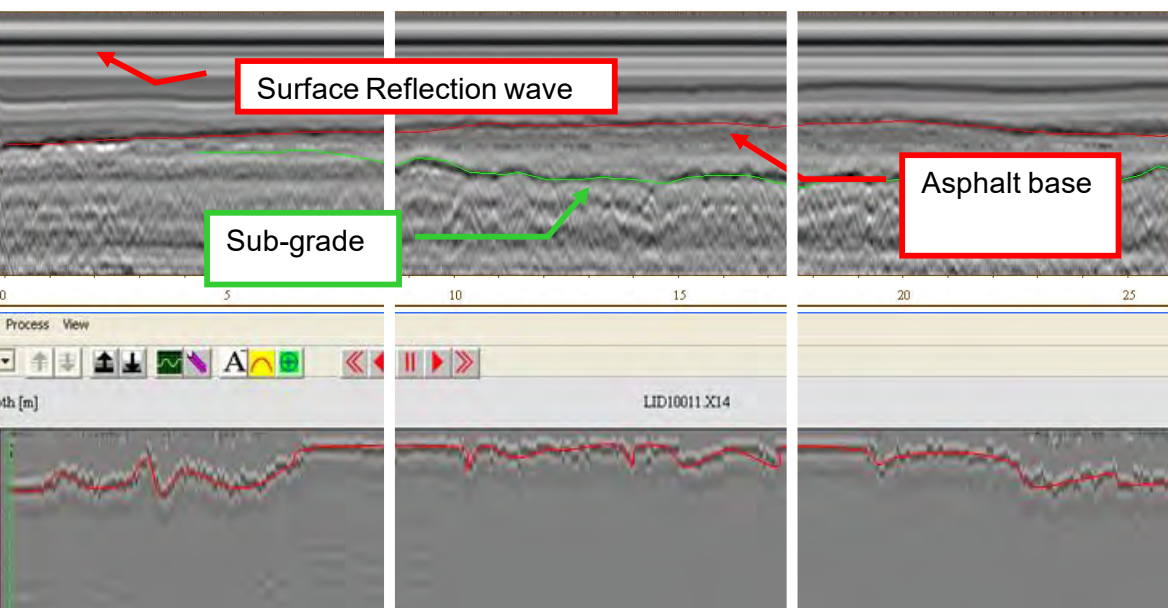 Surface Reflection wave
Asphalt base
Sub-grade
0 5 10 15 20 25
Process View
A
th [m] LID10011.X14